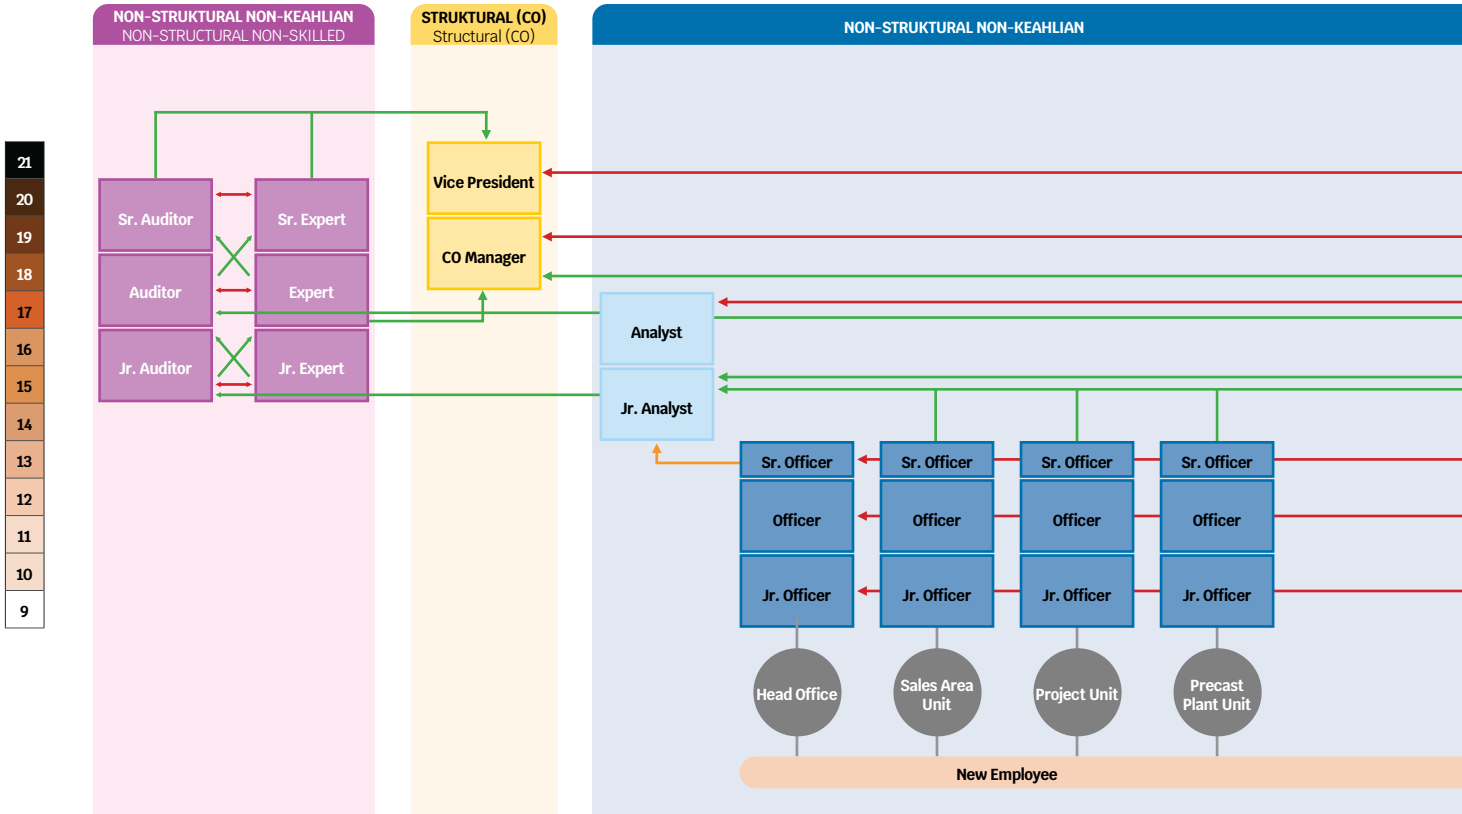 NON-STRUKTURAL NON-KEAHLIAN
NON-STRUCTURAL NON-SKILLED
STRUKTURAL (CO)
Structural (CO)
NON-STRUKTURAL NON-KEAHLIAN
21
20
19
18
17
16
15
14
13
12
11
10
9
Sr. Auditor
Sr. Expert
Auditor
Expert
Jr. Auditor
Jr. Expert
Vice President
CO Manager
Analyst
Jr. Analyst
Sr. Officer
Sr. Officer
Sr. Officer
Sr. Officer
Officer
Officer
Officer
Officer
Jr. Officer
Jr. Officer
Jr. Officer
Jr. Officer
Head Office
Sales Area
Unit
Project Unit
Precast
Plant Unit
New Employee